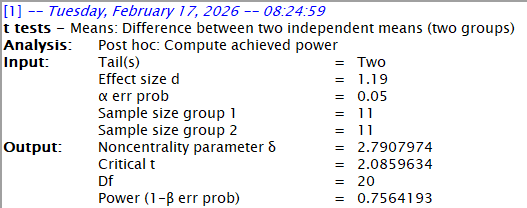 [1] -- Tuesday, February 17, 2026 -- 08:24:59
t tests – Means: Difference between two independent means (two groups)
Analysis: Post hoc: Compute achieved power
Input: Tail(s) = Two
Effect size d = 1.19
α err prob = 0.05
Sample size group 1 = 11
Sample size group 2 = 11
Output: Noncentrality parameter δ = 2.7907974
Critical t = 2.0859634
Df = 20
Power (1-β err prob) = 0.7564193